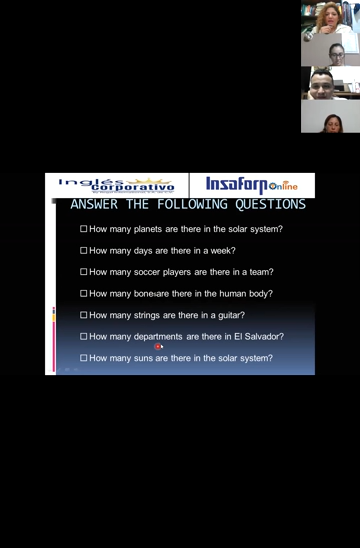 Inglés
Corporativo
Insaforp Online
ANSWER THE FOLLOWING QUESTIONS
How many planets are there in the solar system?
How many days are there in a week?
How many soccer players are there in a team?
How many bones are there in the human body?
How many strings are there in a guitar?
How many departments are there in El Salvador?
How many suns are there in the solar system?